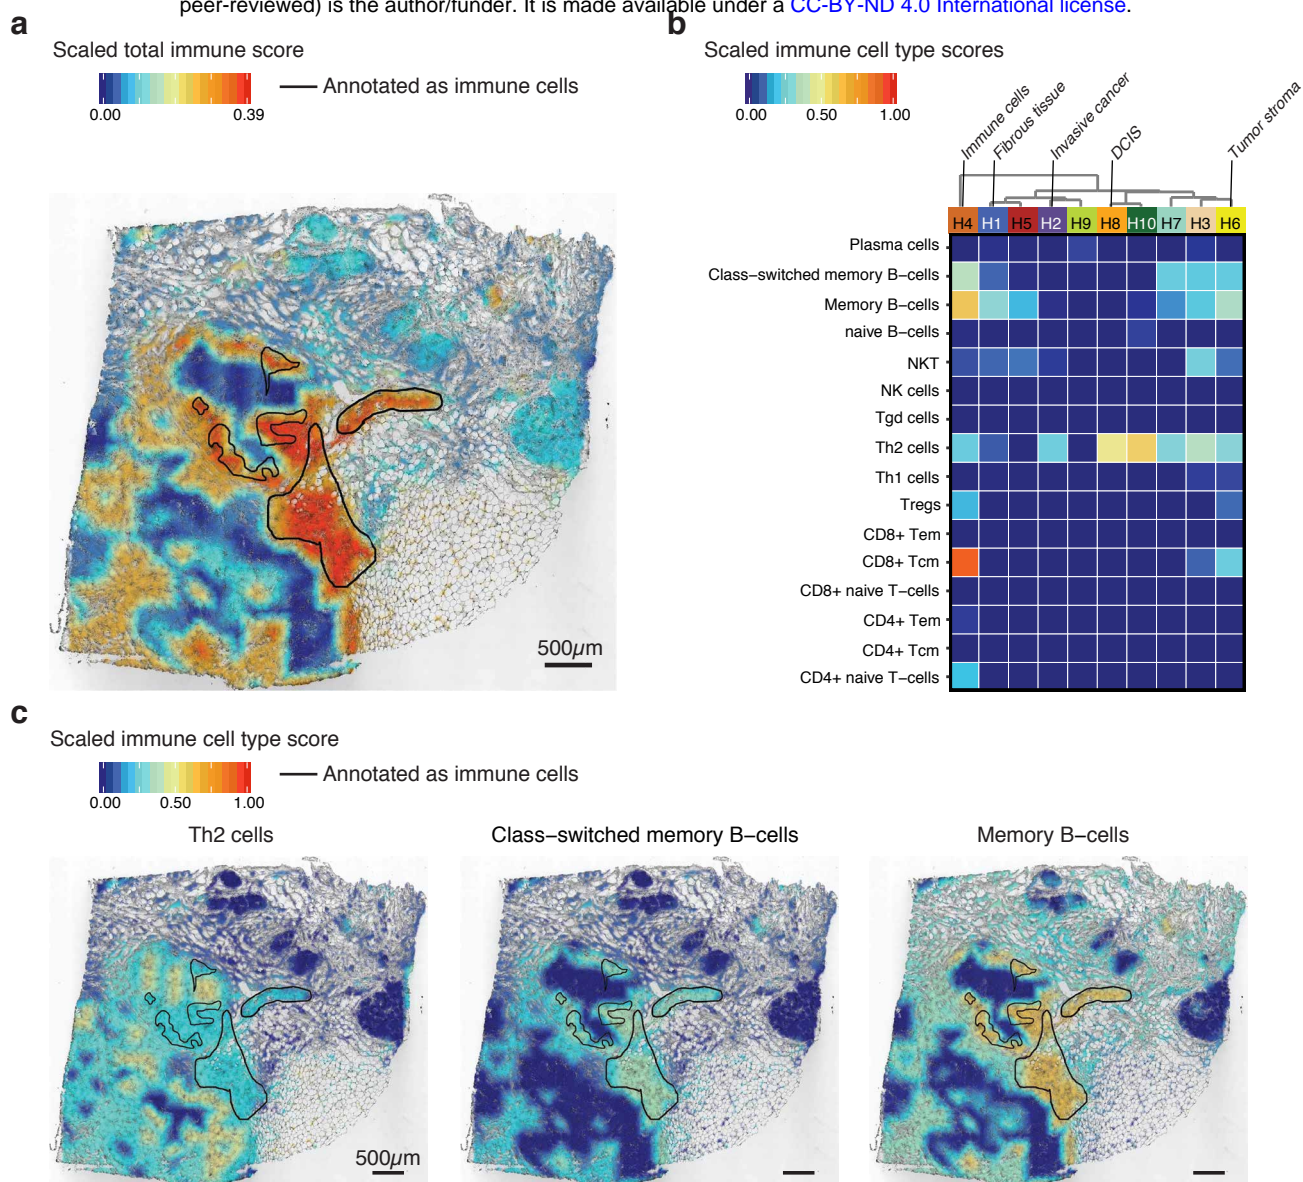 peer-reviewed) is the author/funder. It is made available under a CC-BY-ND 4.0 International license.
a
Scaled total immune score
Annotated as immune cells
0.00
0.39
500µm
b
Scaled immune cell type scores
0.00
0.50
1.00
Immune cells
Fibrous tissue
Invasive cancer
DCIS
Tumor stroma
H4 H1 H5 H2 H9 H8 H10 H7 H3 H6
Plasma cells
Class−switched memory B−cells
Memory B−cells
naive B−cells
NKT
NK cells
Tgd cells
Th2 cells
Th1 cells
Tregs
CD8+ Tem
CD8+ Tcm
CD8+ naive T−cells
CD4+ Tem
CD4+ Tcm
CD4+ naive T−cells
c
Scaled immune cell type score
Annotated as immune cells
0.00
0.50
1.00
Th2 cells
Class−switched memory B−cells
Memory B−cells
500µm